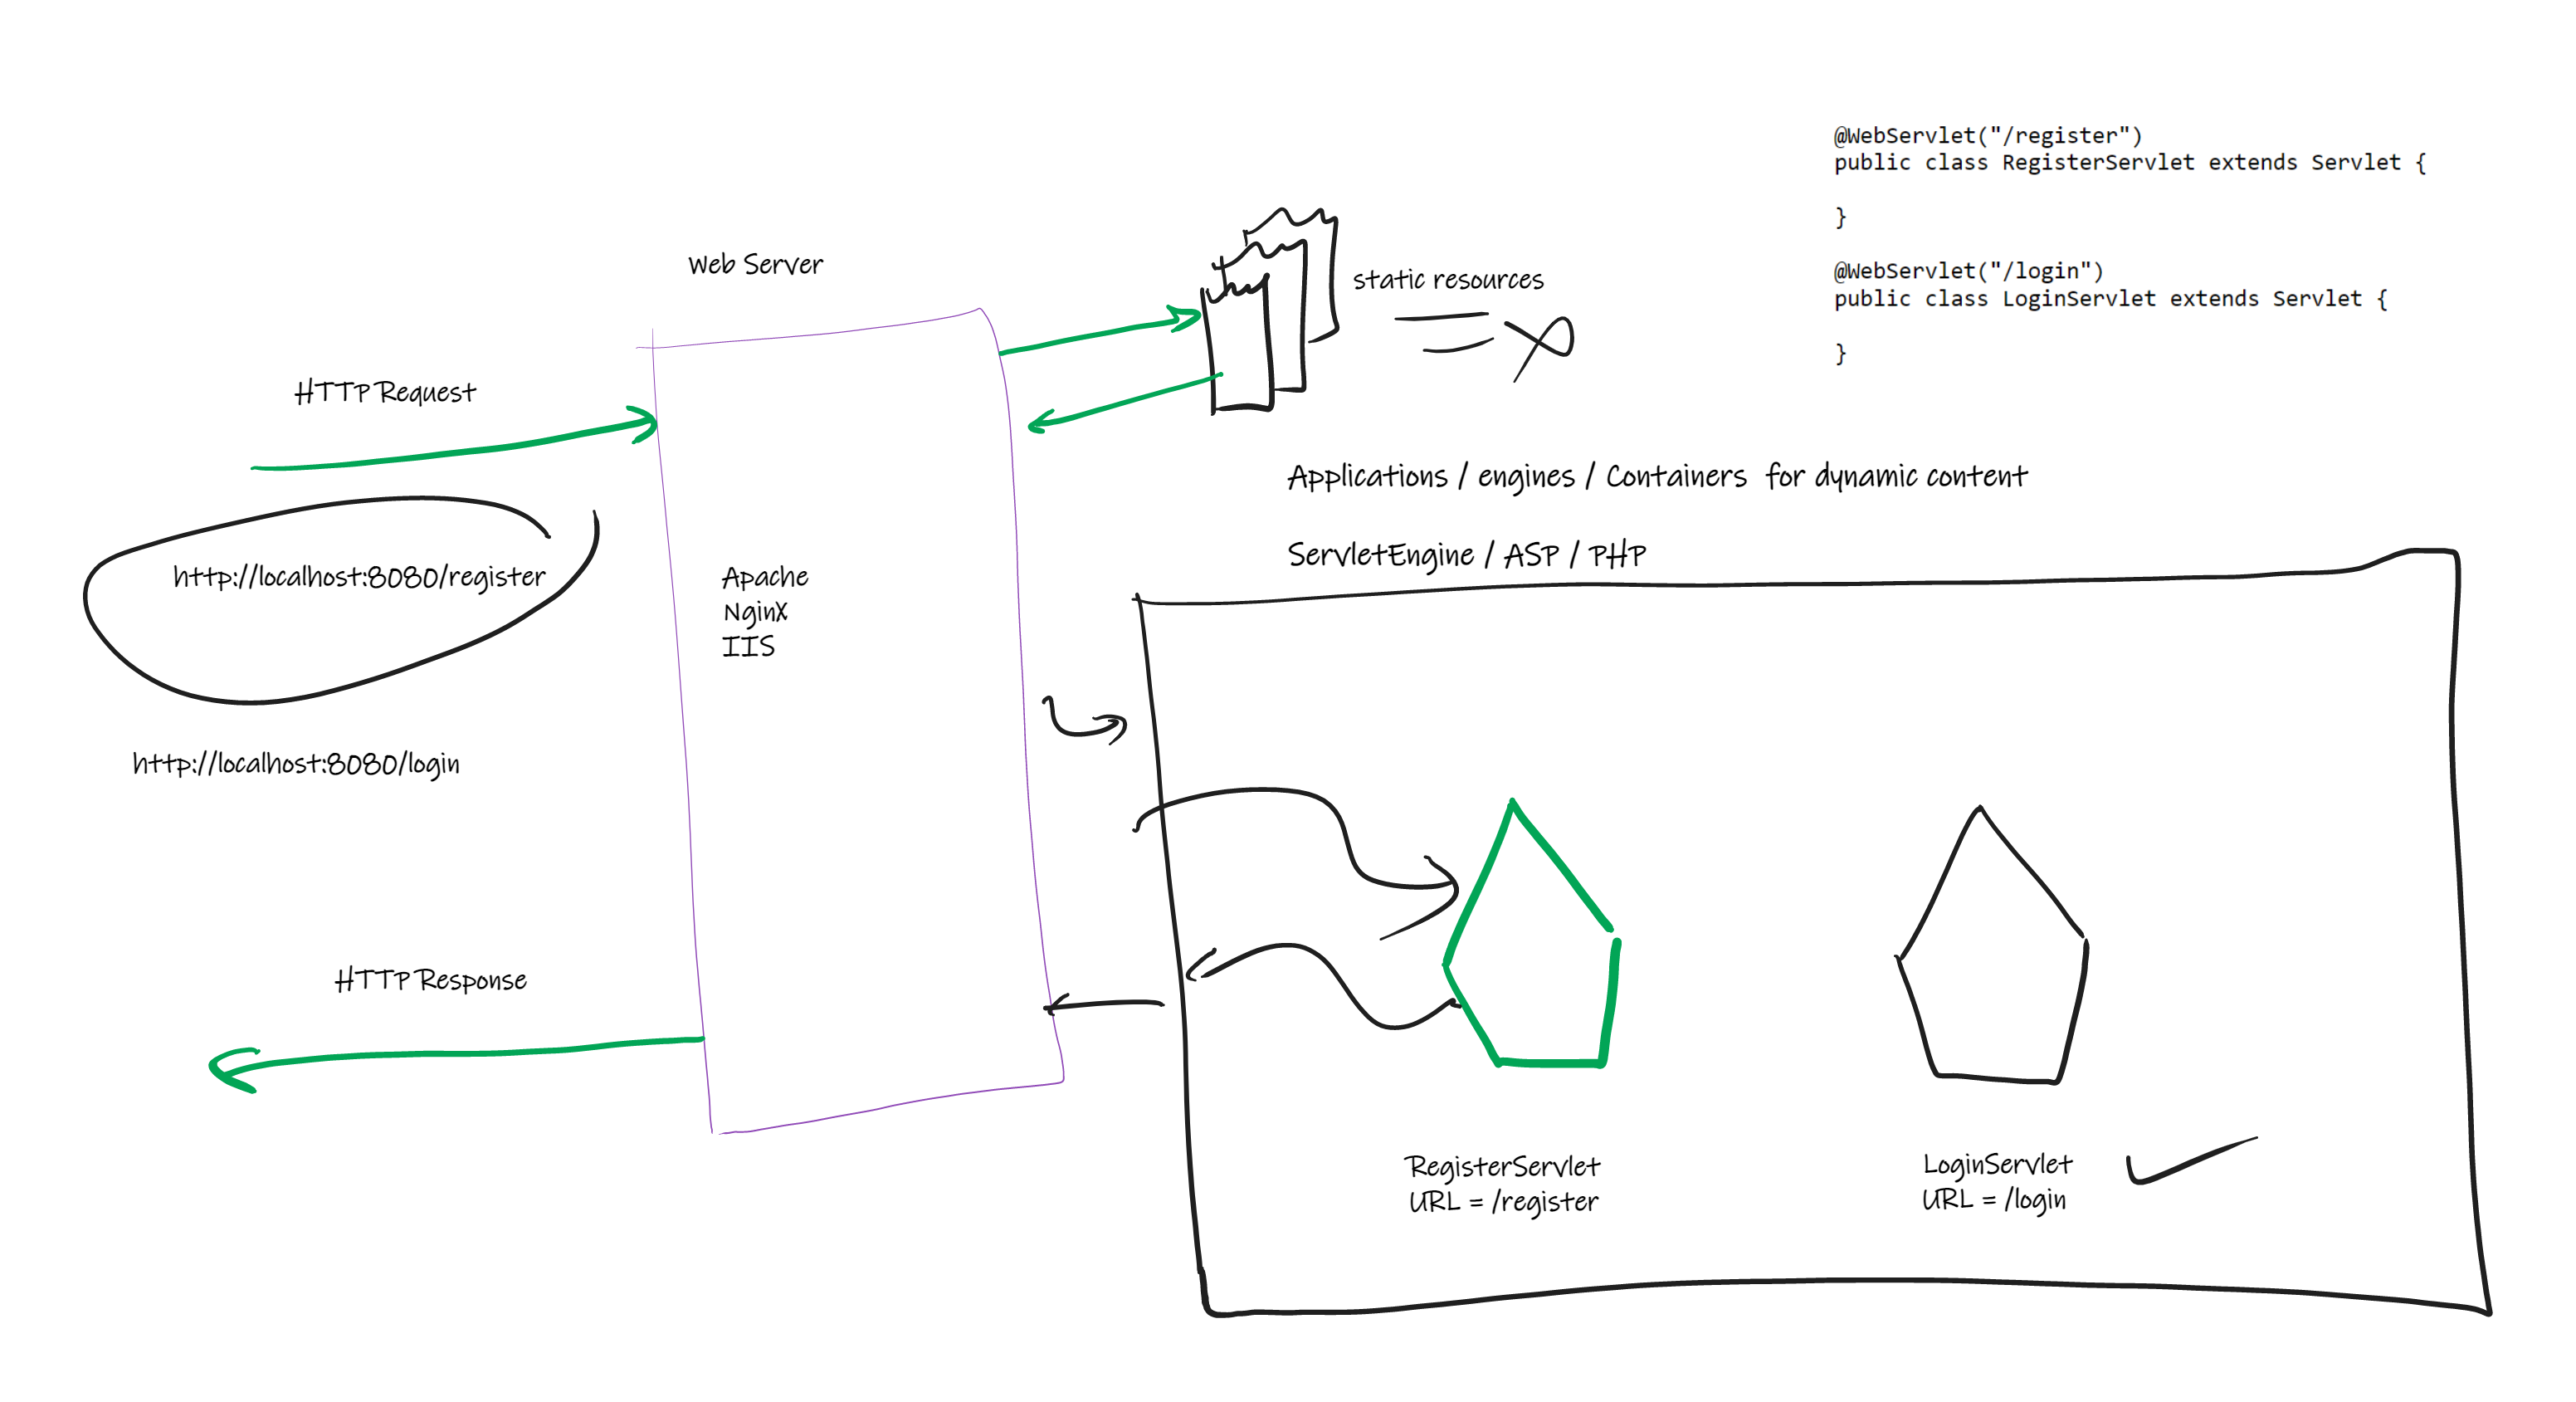 @WebServlet("/register")
public class RegisterServlet extends Servlet {
}
@WebServlet("/login")
public class LoginServlet extends Servlet {
}
Web Server
static resources
HTTP Request
Applications / engines / Containers for dynamic content
ServletEngine / ASP / PHP
http://localhost:8080/register
Apache
NginX
IIS
http://localhost:8080/login
HTTP Response
RegisterServlet
URL = /register
LoginServlet
URL = /login